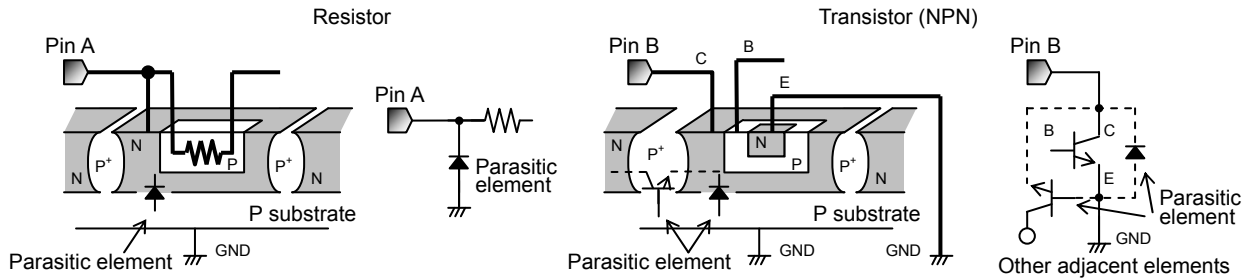 Resistor
Transistor (NPN)
Pin A
Pin B
C
B
E
Pin B
Pin A
N
P
P+
P+
N
N
Parasitic
element
P substrate
Parasitic element
GND
N
P
P+
P+
N
N
P substrate
Parasitic element
GND
GND
B
C
E
Parasitic
element
GND
Other adjacent elements